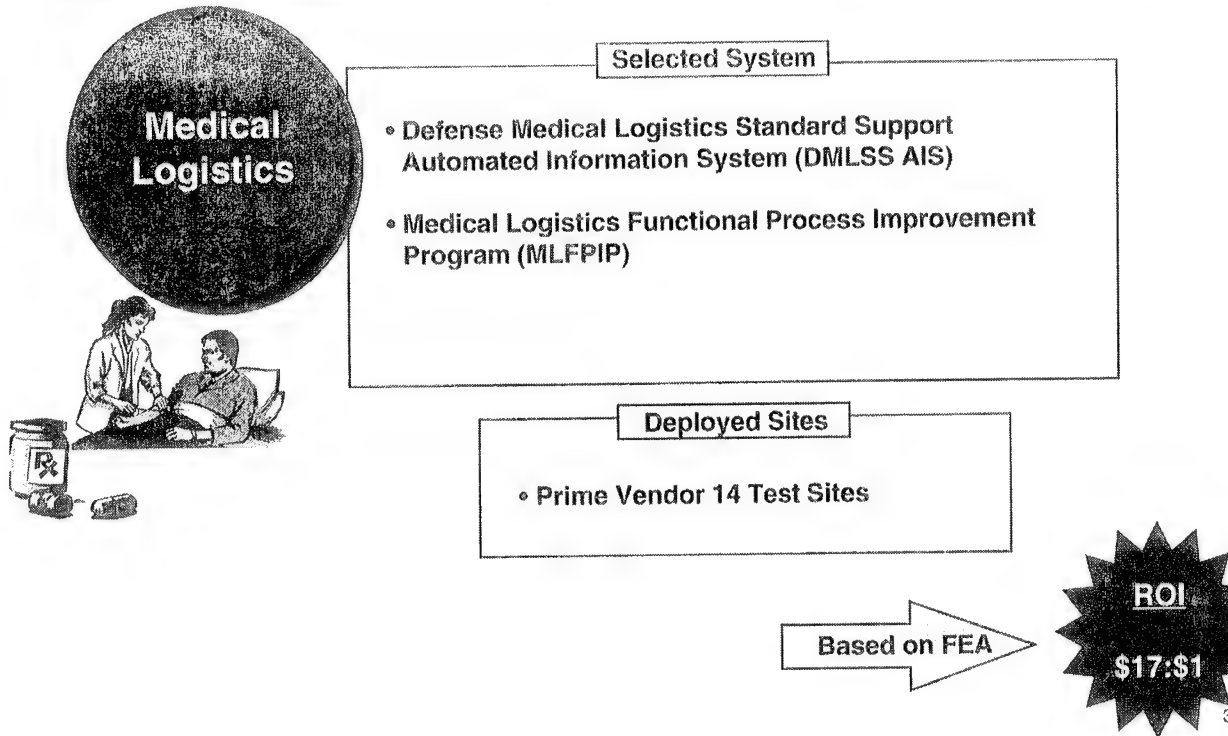 Medical
Logistics
Selected System
• Defense Medical Logistics Standard Support
Automated Information System (DMLSS AIS)
• Medical Logistics Functional Process Improvement
Program (MLFPIP)
Rx
Deployed Sites
• Prime Vendor 14 Test Sites
Based on FEA
ROI
$17:$1
3